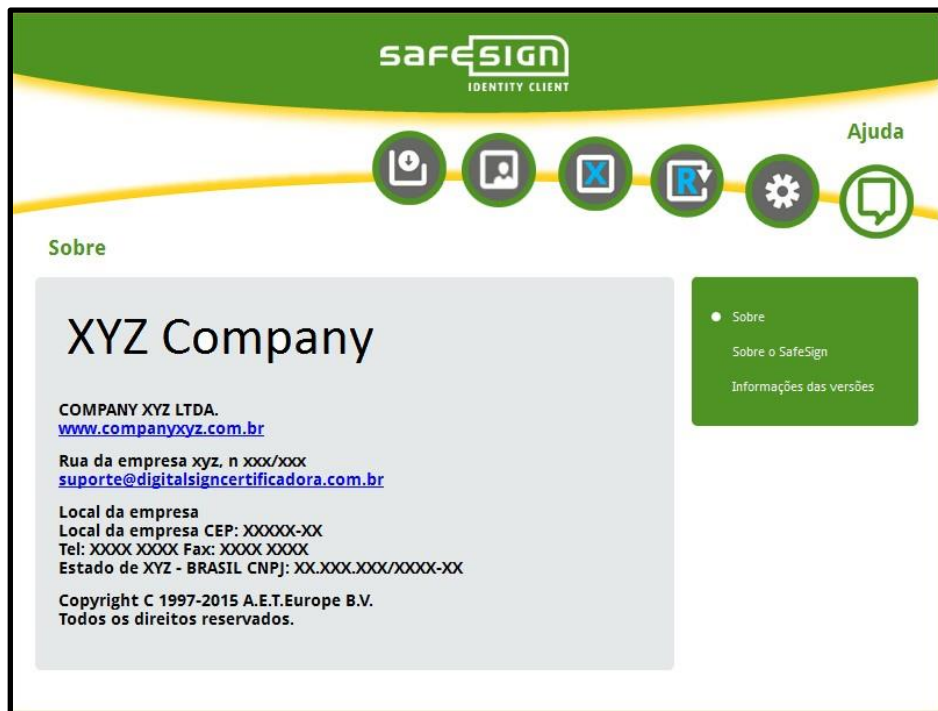 safesign
IDENTITY CLIENT
Ajuda
X
R
Sobre
XYZ Company
COMPANY XYZ LTDA.
www.companyxyz.com.br
Rua da empresa xyz, n xxx/xxx
suporte@digitalsigncertificadora.com.br
Local da empresa
Local da empresa CEP: XXXXX-XX
Tel: XXXX XXXX Fax: XXXX XXXX
Estado de XYZ - BRASIL CNPJ: XX.XXX.XXX/XXXX-XX
Copyright C 1997-2015 A.E.T.Europe B.V.
Todos os direitos reservados.
Sobre
Sobre o SafeSign
Informações das versões